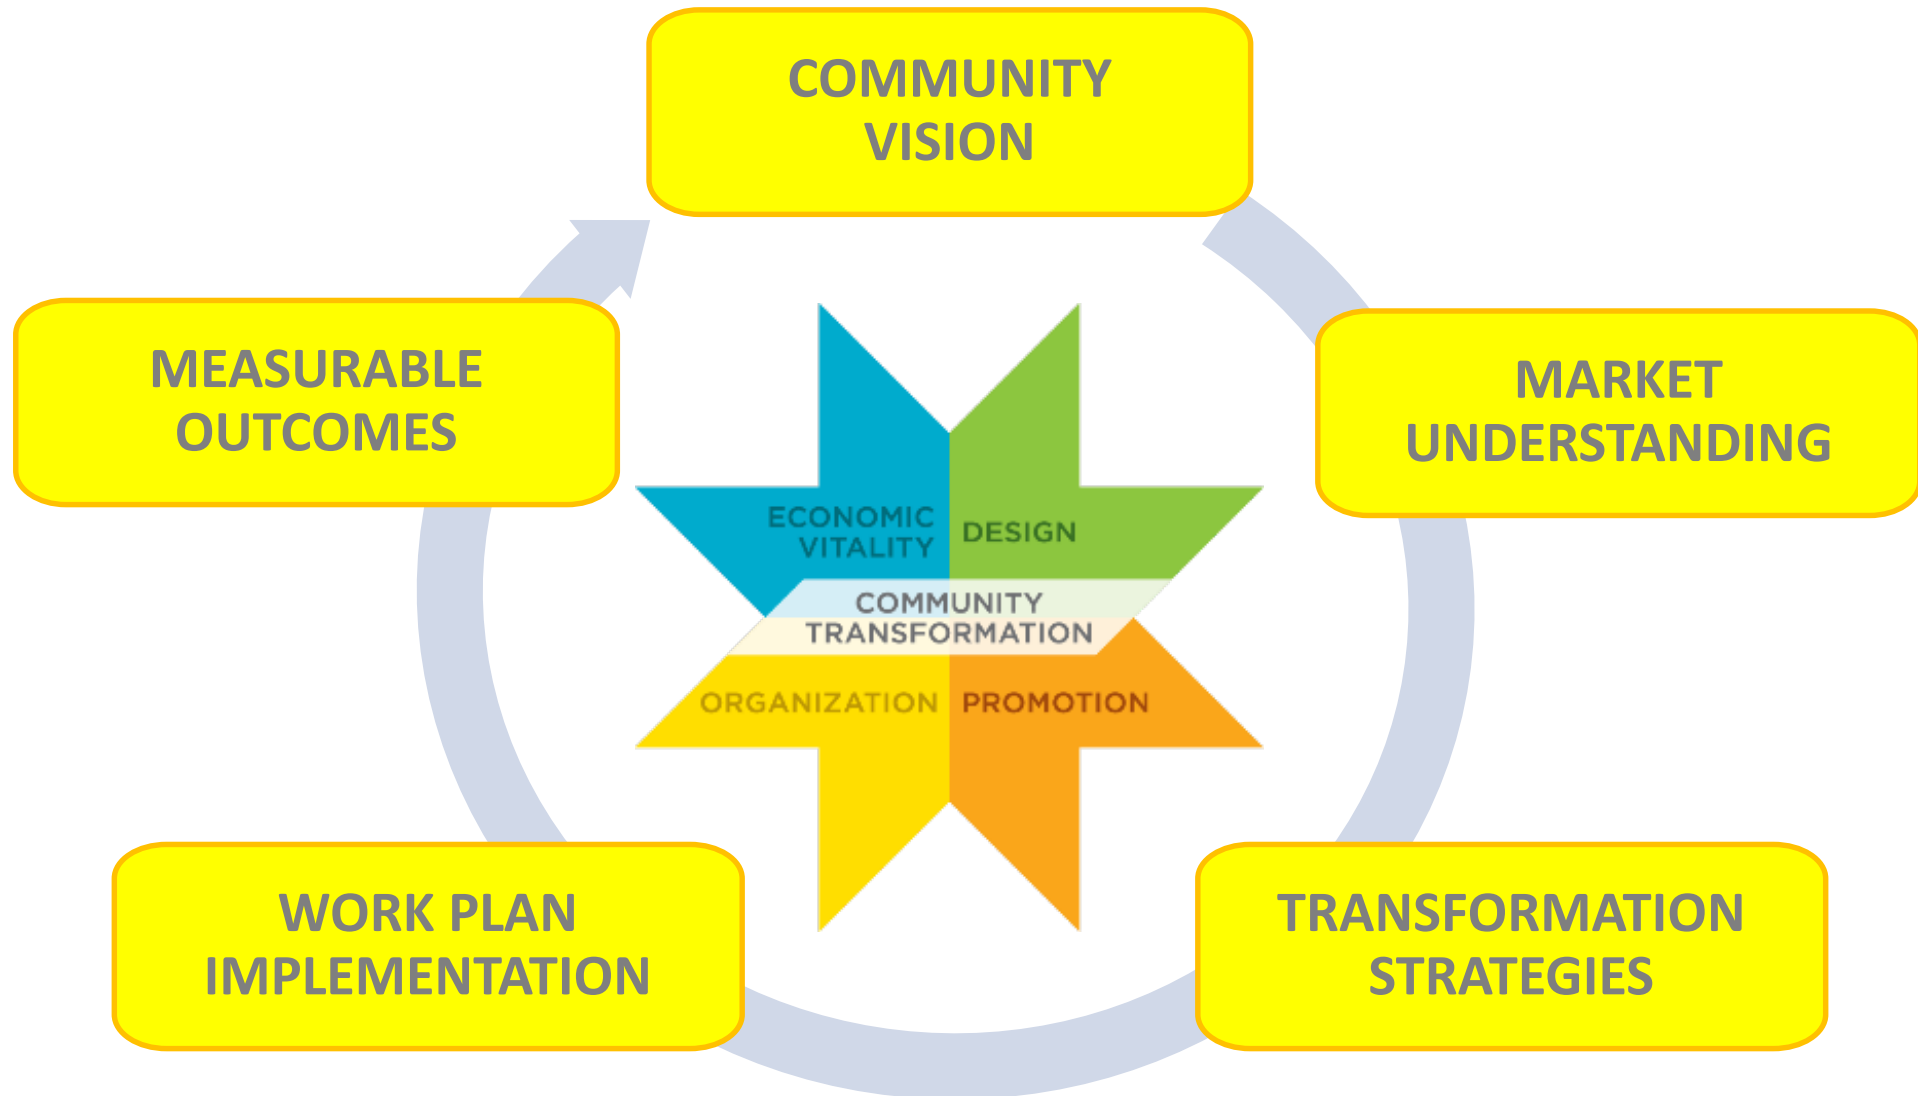 COMMUNITY
VISION
MARKET
UNDERSTANDING
TRANSFORMATION
STRATEGIES
WORK PLAN
IMPLEMENTATION
MEASURABLE
OUTCOMES
ECONOMIC
VITALITY
DESIGN
COMMUNITY
TRANSFORMATION
ORGANIZATION
PROMOTION